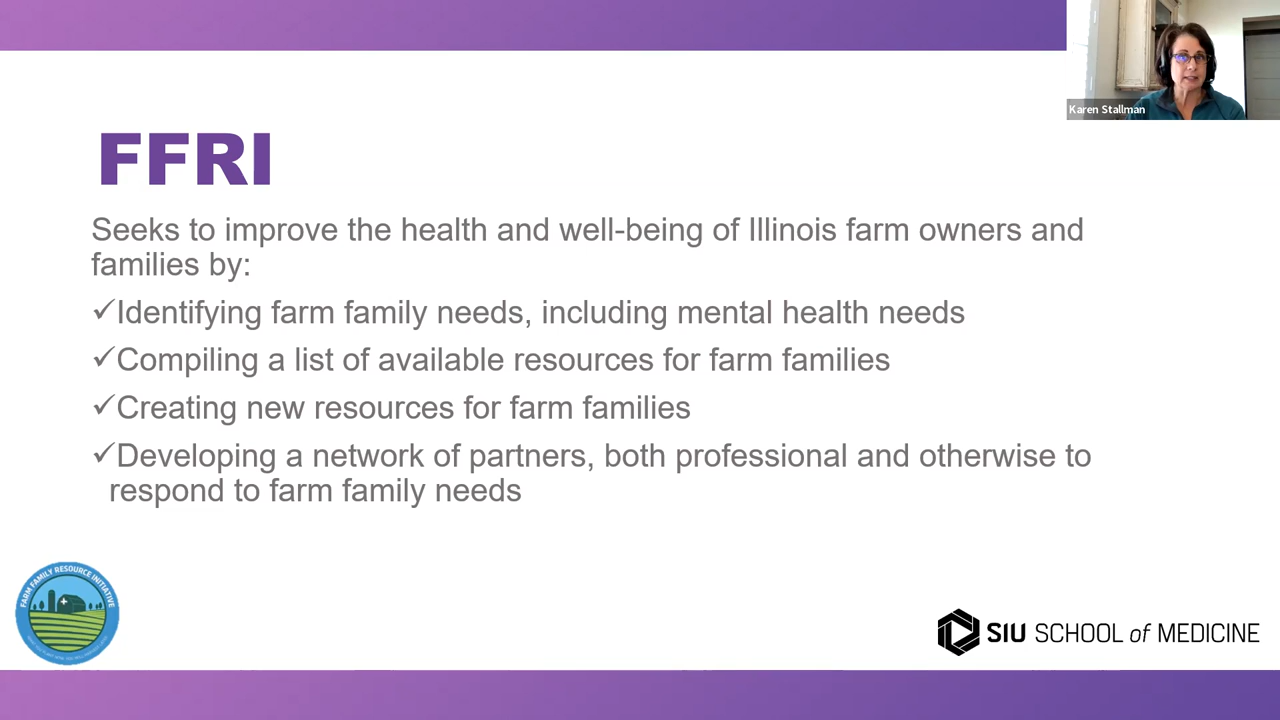 Karen Stallman
FFRI
Seeks to improve the health and well-being of Illinois farm owners and
families by:
✓Identifying farm family needs, including mental health needs
✓Compiling a list of available resources for farm families
✓Creating new resources for farm families
✓Developing a network of partners, both professional and otherwise to
respond to farm family needs
FARM FAMILY RESOURCE INITIATIVE
SIU SCHOOL of MEDICINE